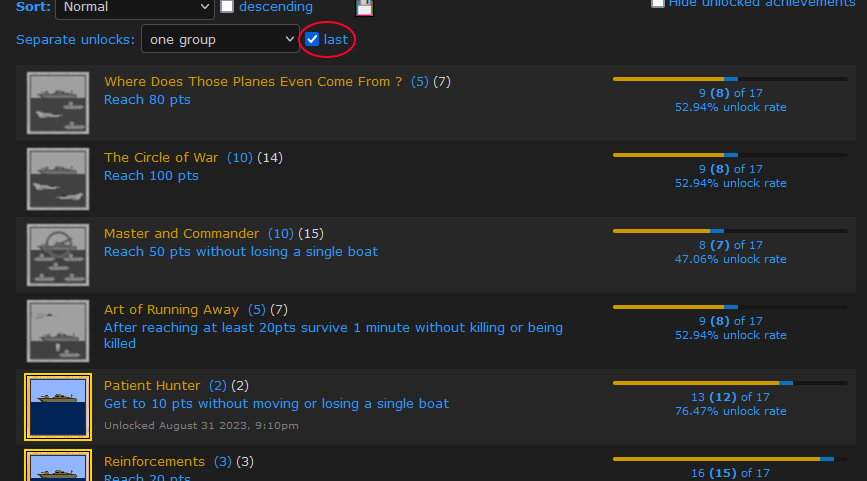 Sort: Normal descending Hide unlocked achievements
Separate unlocks: one group last
Where Does Those Planes Even Come From ? (5) (7)
Reach 80 pts
9 (8) of 17
52.94% unlock rate
The Circle of War (10) (14)
Reach 100 pts
9 (8) of 17
52.94% unlock rate
Master and Commander (10) (15)
Reach 50 pts without losing a single boat
8 (7) of 17
47.06% unlock rate
Art of Running Away (5) (7)
After reaching at least 20pts survive 1 minute without killing or being
killed
9 (8) of 17
52.94% unlock rate
Patient Hunter (2) (2)
Get to 10 pts without moving or losing a single boat
Unlocked August 31 2023, 9:10pm
13 (12) of 17
76.47% unlock rate
Reinforcements (3) (3)
Reach 20 pts
16 (15) of 17